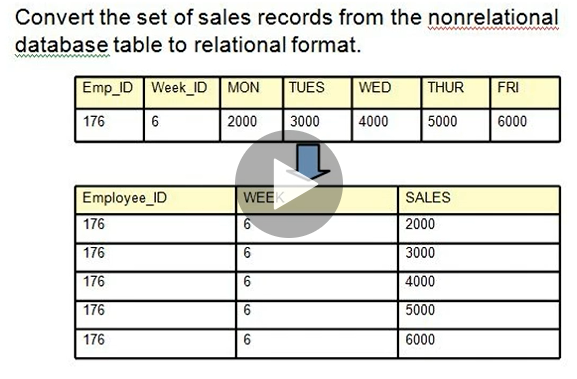 Convert the set of sales records from the nonrelational
database table to relational format.
Emp_ID Week_ID MON TUES WED THUR FRI
176 6 2000 3000 4000 5000 6000
Employee_ID WEEK SALES
176 6 2000
176 6 3000
176 6 4000
176 6 5000
176 6 6000